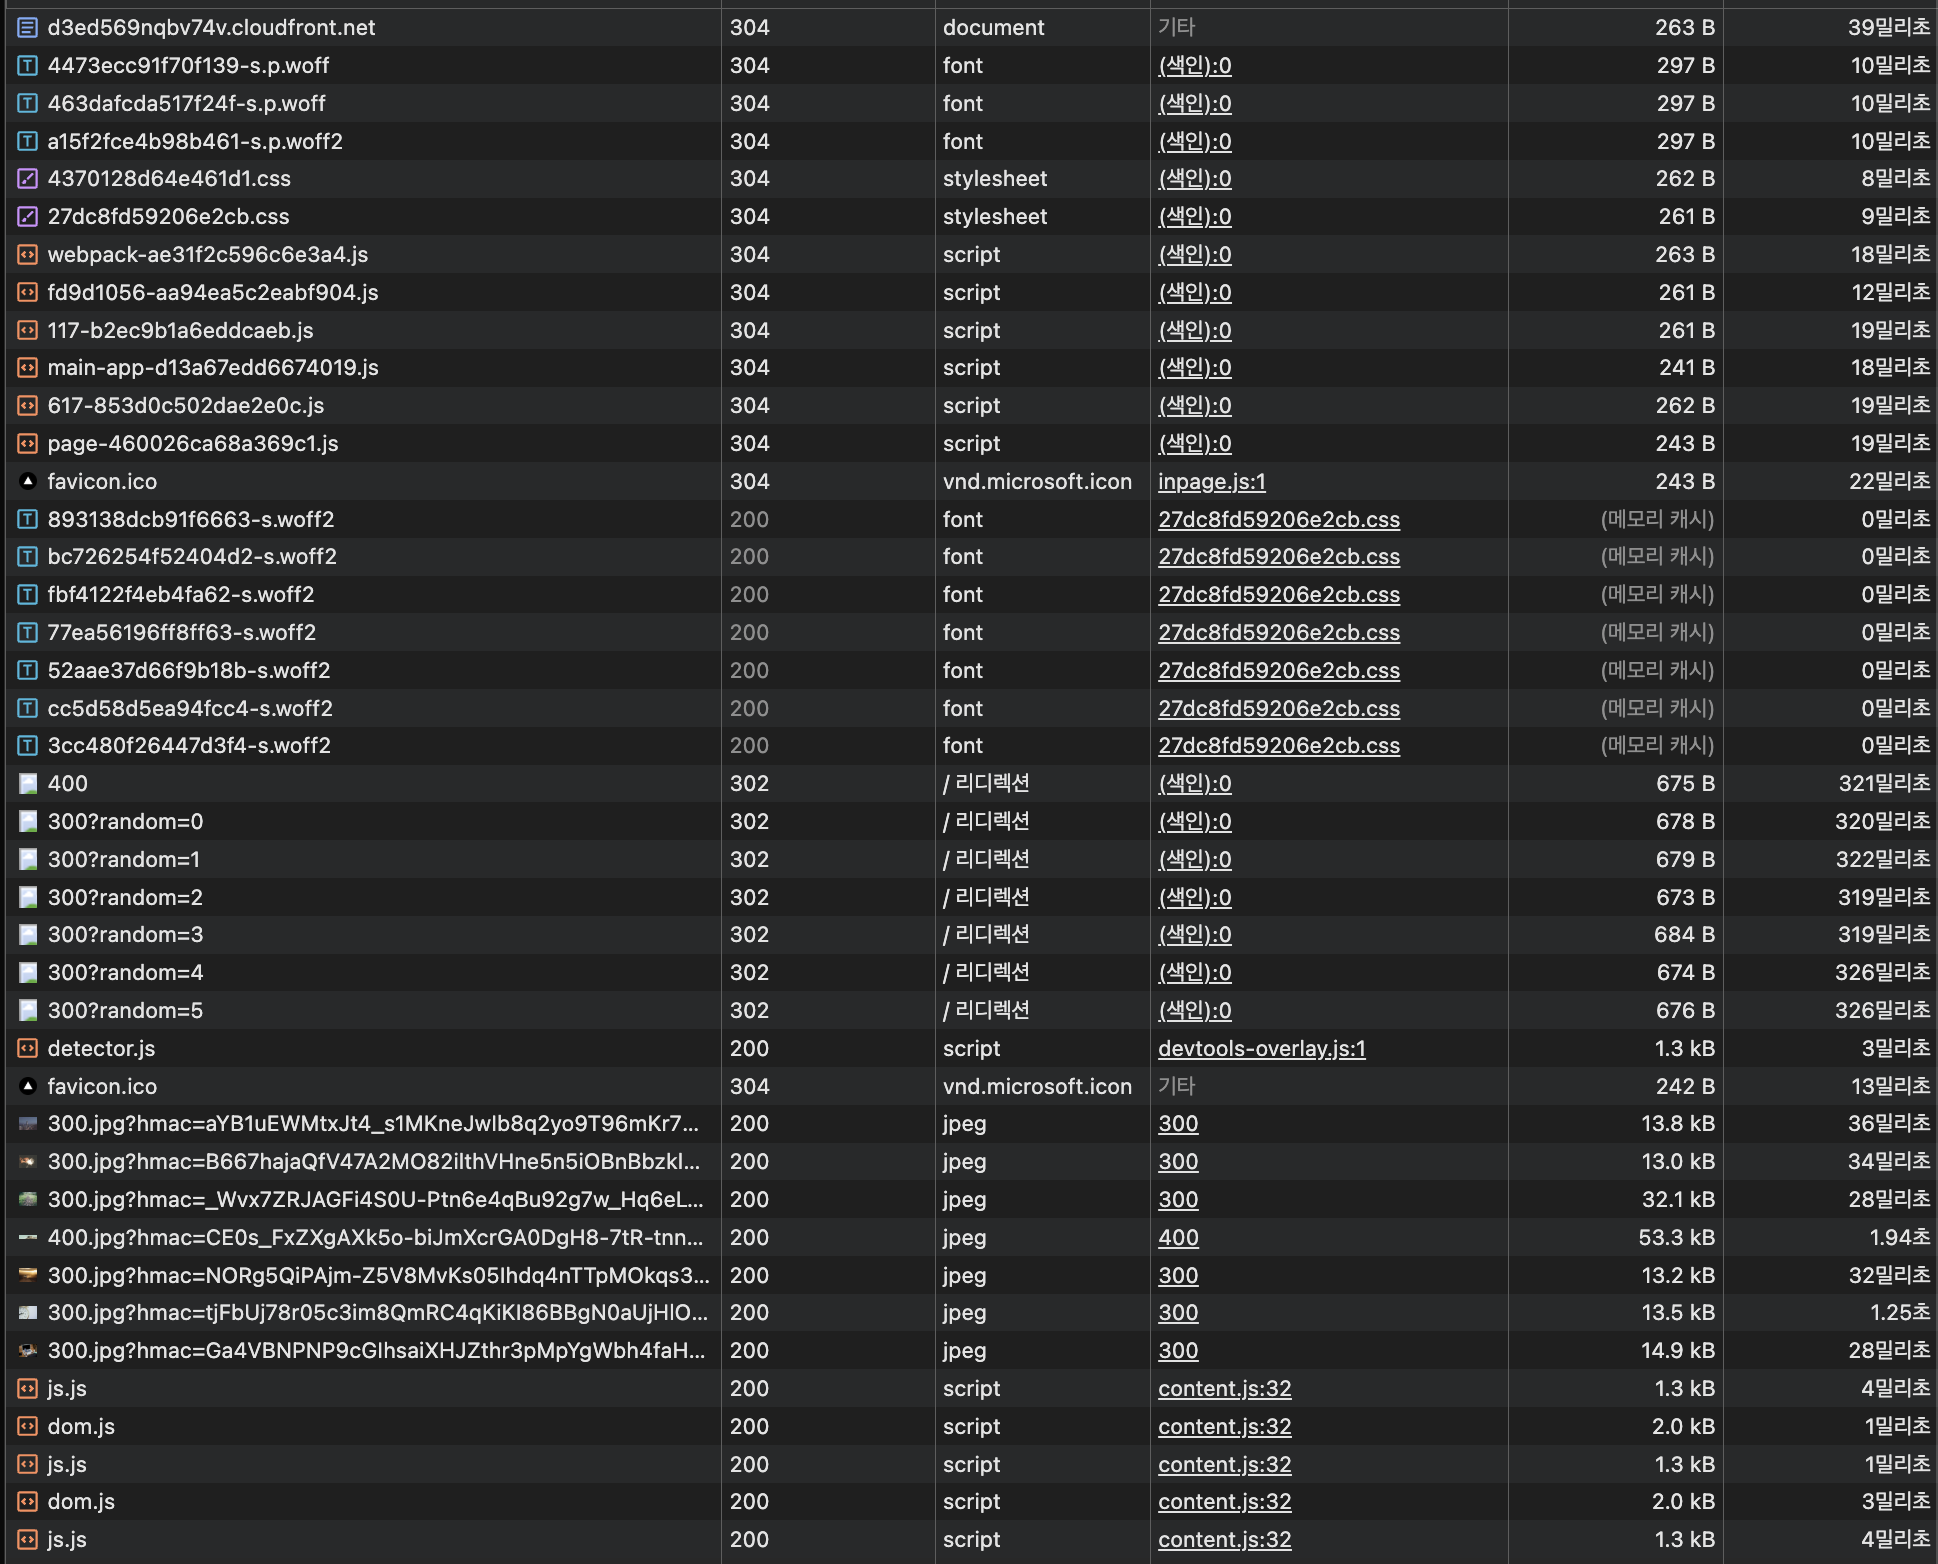 d3ed569nqbv74v.cloudfront.net 304 document 기타 263 B 39밀리초
4473ecc91f70f139-s.p.woff 304 font (색인):0 297 B 10밀리초
463dafcda517f24f-s.p.woff 304 font (색인):0 297 B 10밀리초
a15f2fce4b98b461-s.p.woff2 304 font (색인):0 297 B 10밀리초
4370128d64e461d1.css 304 stylesheet (색인):0 262 B 8밀리초
27dc8fd59206e2cb.css 304 stylesheet (색인):0 261 B 9밀리초
webpack-ae31f2c596c6e3a4.js 304 script (색인):0 263 B 18밀리초
fd9d1056-aa94ea5c2eabf904.js 304 script (색인):0 261 B 12밀리초
117-b2ec9b1a6eddcaeb.js 304 script (색인):0 261 B 19밀리초
main-app-d13a67edd6674019.js 304 script (색인):0 241 B 18밀리초
617-853d0c502dae2e0c.js 304 script (색인):0 262 B 19밀리초
page-460026ca68a369c1.js 304 script (색인):0 243 B 19밀리초
favicon.ico 304 vnd.microsoft.icon inpage.js:1 243 B 22밀리초
893138dcb91f6663-s.woff2 200 font 27dc8fd59206e2cb.css (메모리 캐시) 0밀리초
bc726254f52404d2-s.woff2 200 font 27dc8fd59206e2cb.css (메모리 캐시) 0밀리초
fbf4122f4eb4fa62-s.woff2 200 font 27dc8fd59206e2cb.css (메모리 캐시) 0밀리초
77ea56196ff8ff63-s.woff2 200 font 27dc8fd59206e2cb.css (메모리 캐시) 0밀리초
52aae37d66f9b18b-s.woff2 200 font 27dc8fd59206e2cb.css (메모리 캐시) 0밀리초
cc5d58d5ea94fcc4-s.woff2 200 font 27dc8fd59206e2cb.css (메모리 캐시) 0밀리초
3cc480f26447d3f4-s.woff2 200 font 27dc8fd59206e2cb.css (메모리 캐시) 0밀리초
400 302 / 리디렉션 (색인):0 675 B 321밀리초
300?random=0 302 / 리디렉션 (색인):0 678 B 320밀리초
300?random=1 302 / 리디렉션 (색인):0 679 B 322밀리초
300?random=2 302 / 리디렉션 (색인):0 673 B 319밀리초
300?random=3 302 / 리디렉션 (색인):0 684 B 319밀리초
300?random=4 302 / 리디렉션 (색인):0 674 B 326밀리초
300?random=5 302 / 리디렉션 (색인):0 676 B 326밀리초
detector.js 200 script devtools-overlay.js:1 1.3 kB 3밀리초
favicon.ico 304 vnd.microsoft.icon 기타 242 B 13밀리초
300.jpg?hmac=aYB1uEWMtxJt4_s1MKneJwIb8q2yo9T96mKr7... 200 jpeg 300 13.8 kB 36밀리초
300.jpg?hmac=B667hajaQfV47A2MO82ilthVHne5n5iOBnBbzkI... 200 jpeg 300 13.0 kB 34밀리초
300.jpg?hmac=_Wvx7ZRJAGFi4S0U-Ptn6e4qBu92g7w_Hq6eL... 200 jpeg 300 32.1 kB 28밀리초
400.jpg?hmac=CE0s_FxZXgAXk5o-biJmXcrGA0DgH8-7tR-tnn... 200 jpeg 400 53.3 kB 1.94초
300.jpg?hmac=NORg5QiPAjm-Z5V8MvKs05Ihdq4nTTpMOkqs3... 200 jpeg 300 13.2 kB 32밀리초
300.jpg?hmac=tjFbUj78r05c3im8QmRC4qKiKI86BBgN0aUjHlO... 200 jpeg 300 13.5 kB 1.25초
300.jpg?hmac=Ga4VBNPNP9cGIhsaiXHJZthr3pMpYgWbh4faH... 200 jpeg 300 14.9 kB 28밀리초
js.js 200 script content.js:32 1.3 kB 4밀리초
dom.js 200 script content.js:32 2.0 kB 1밀리초
js.js 200 script content.js:32 1.3 kB 1밀리초
dom.js 200 script content.js:32 2.0 kB 3밀리초
js.js 200 script content.js:32 1.3 kB 4밀리초